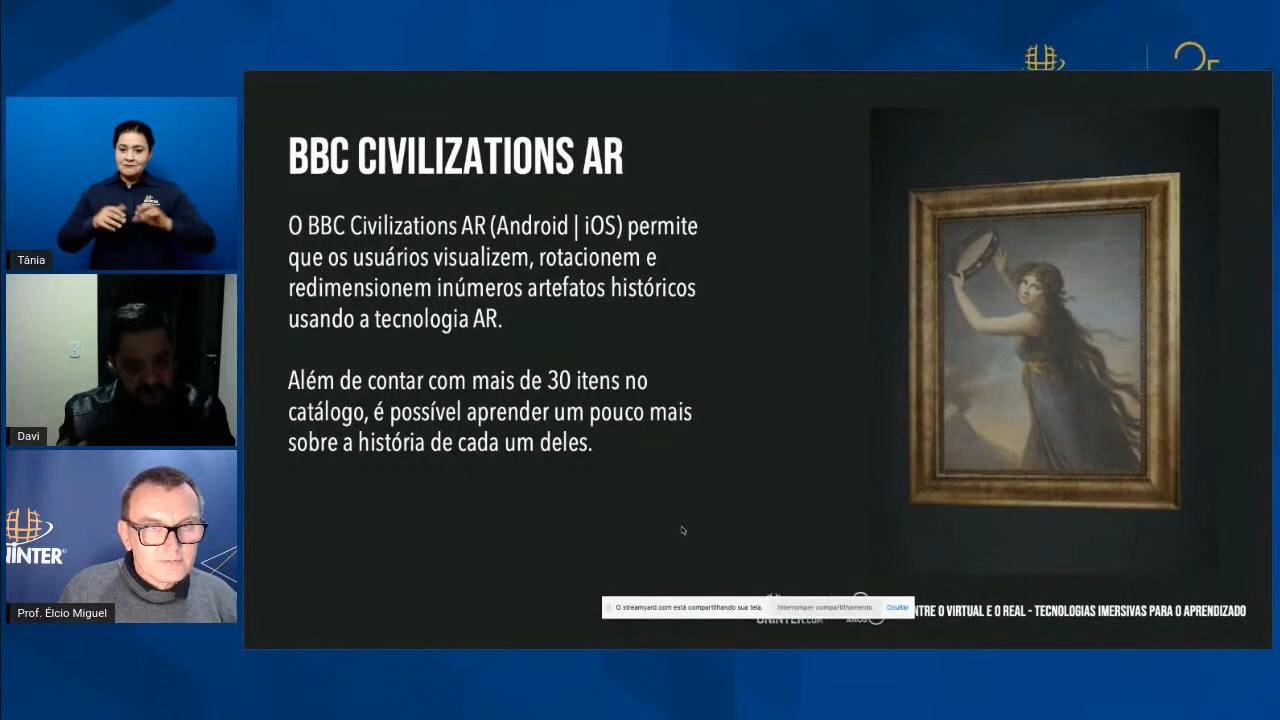 BBC CIVILIZATIONS AR
O BBC Civilizations AR (Android | iOS) permite
que os usuários visualizem, rotacionem e
redimensionem inúmeros artefatos históricos
usando a tecnologia AR.
Além de contar com mais de 30 itens no
catálogo, é possível aprender um pouco mais
sobre a história de cada um deles.
Tânia
Davi
NINTER
Prof. Élcio Miguel
O streamyard.com está compartilhando sua tela.
Interromper compartilhamento
Ocultar
UNINTER.COM
ANOS
NTRE O VIRTUAL E O REAL - TECNOLOGIAS IMERSIVAS PARA O APRENDIZADO